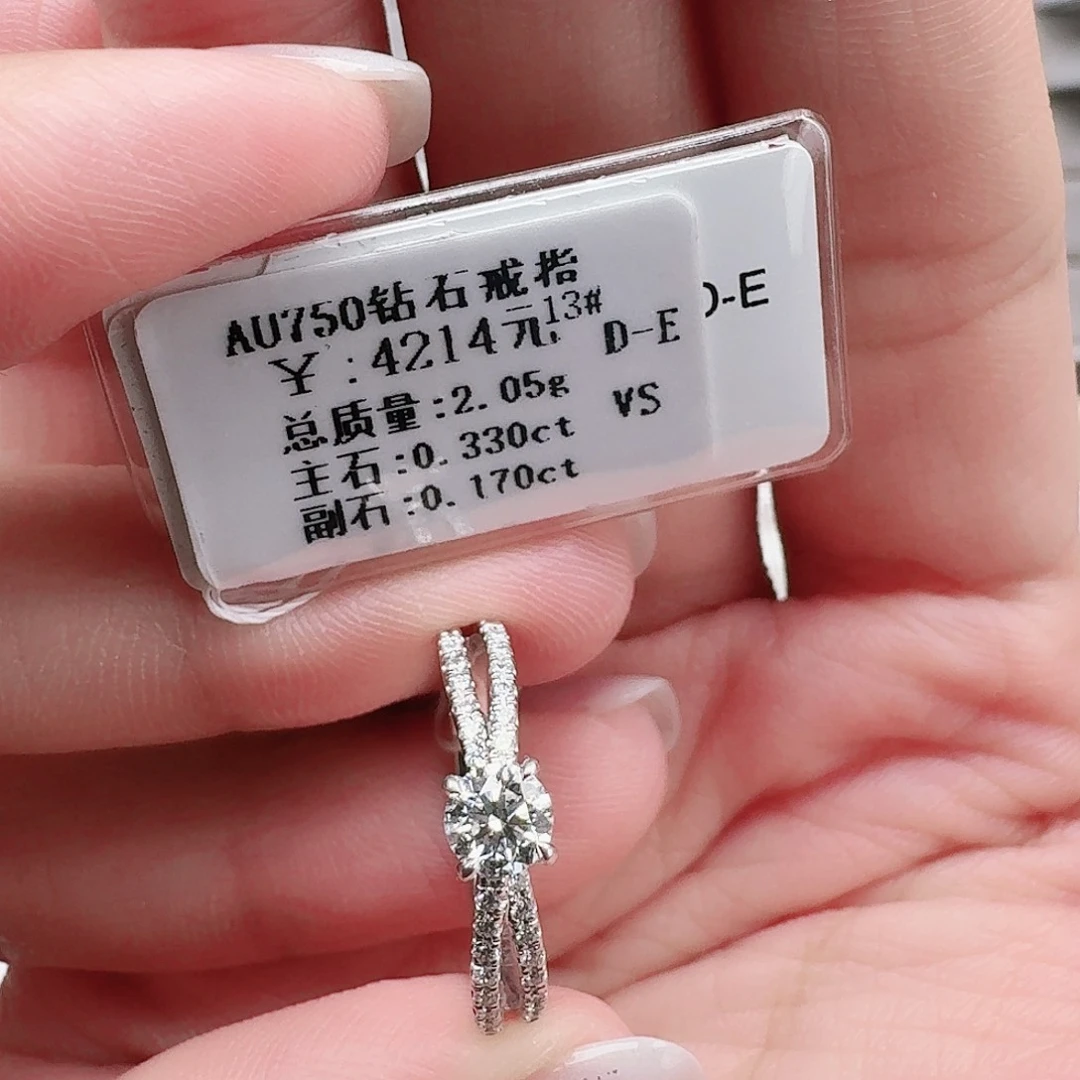 AU750钻石戒指
￥:4214元 13#
D-E
总质量:2.05g
VS
主石:0.330ct
副石:0.170ct
-E